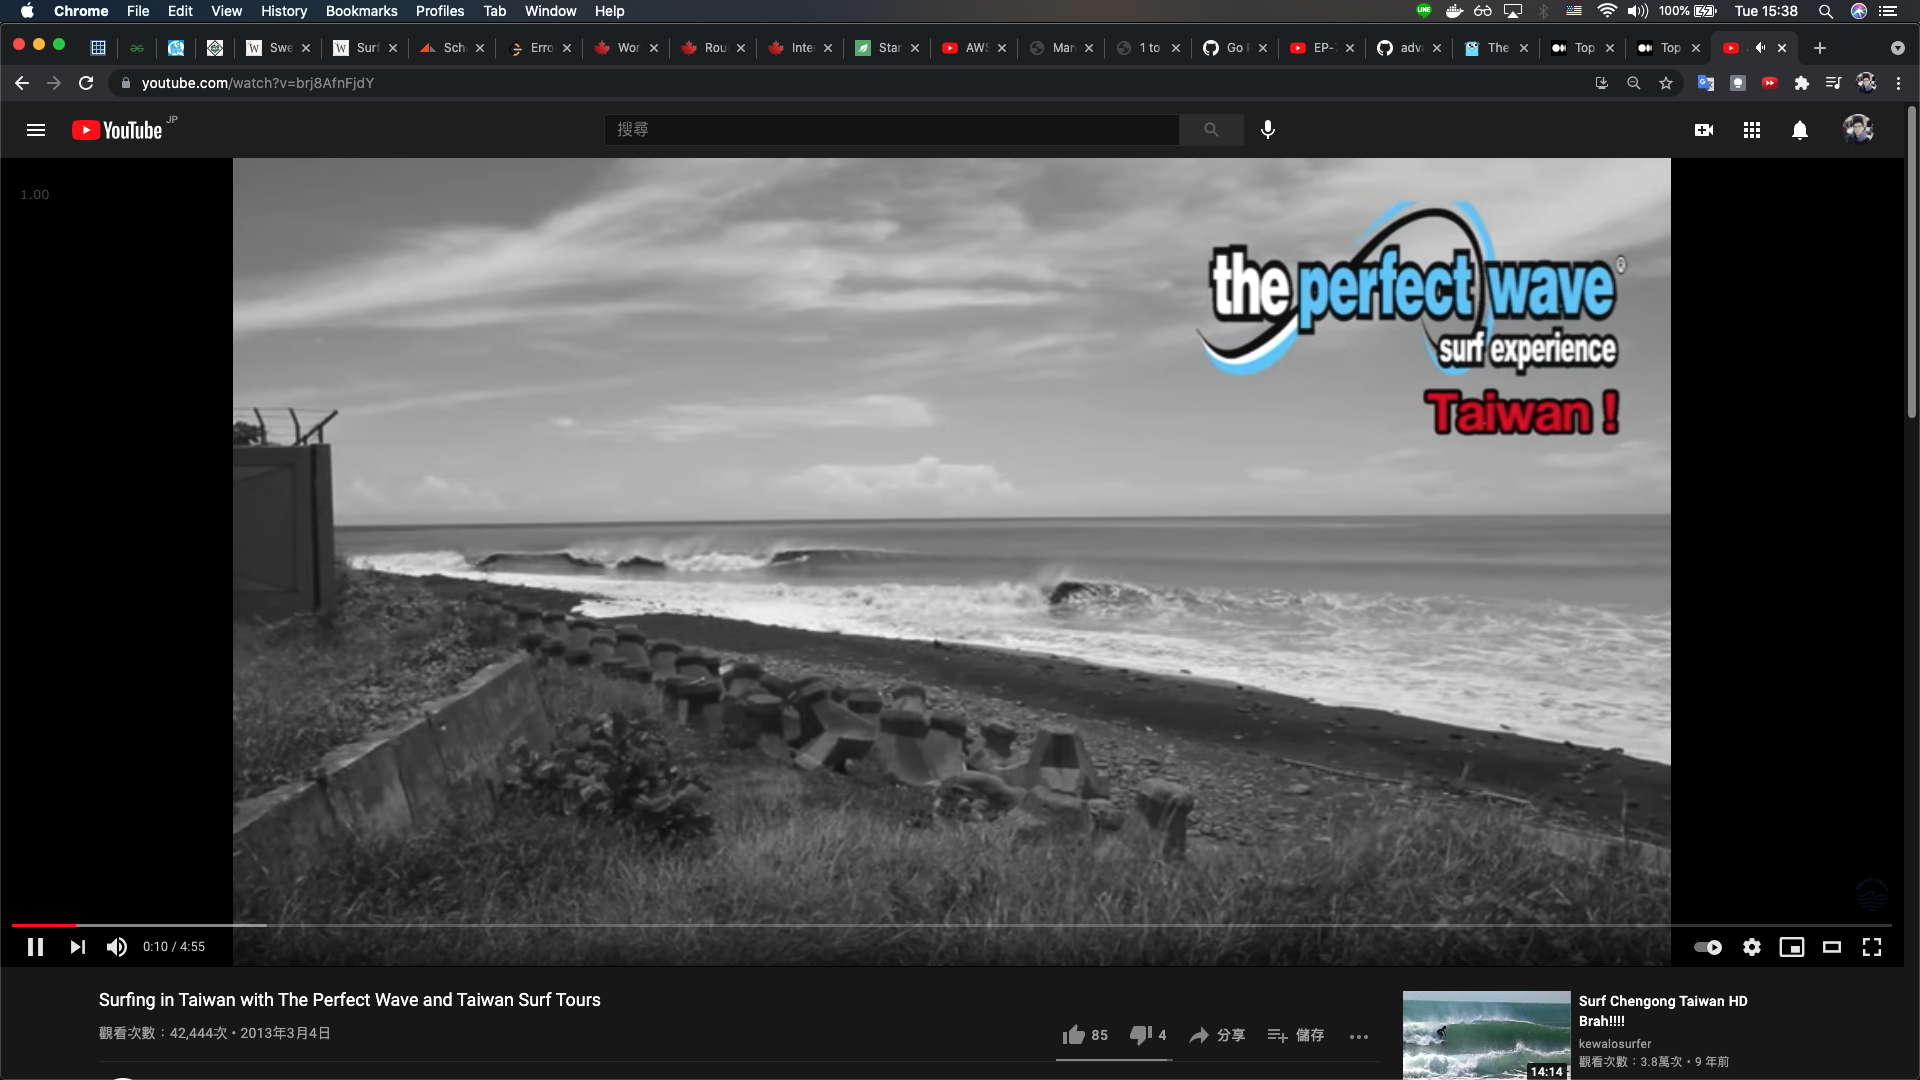 Chrome File Edit View History Bookmarks Profiles Tab Window Help
LINE 100% Tue 15:38
W Swe W Surf Sch Erro Wor Rou Inte Star AWS Man 1 to Go EP- adva The Top Top
youtube.com/watch?v=brj8AfnFjdY
YouTube JP
搜尋
1.00
the perfect wave
surf experience
Taiwan !
0:10 / 4:55
Surfing in Taiwan with The Perfect Wave and Taiwan Surf Tours
觀看次數：42,444次 • 2013年3月4日
85 4 分享 儲存
Surf Chengong Taiwan HD
Brah!!!!
kewalosurfer
觀看次數：3.8萬次 • 9 年前
14:14